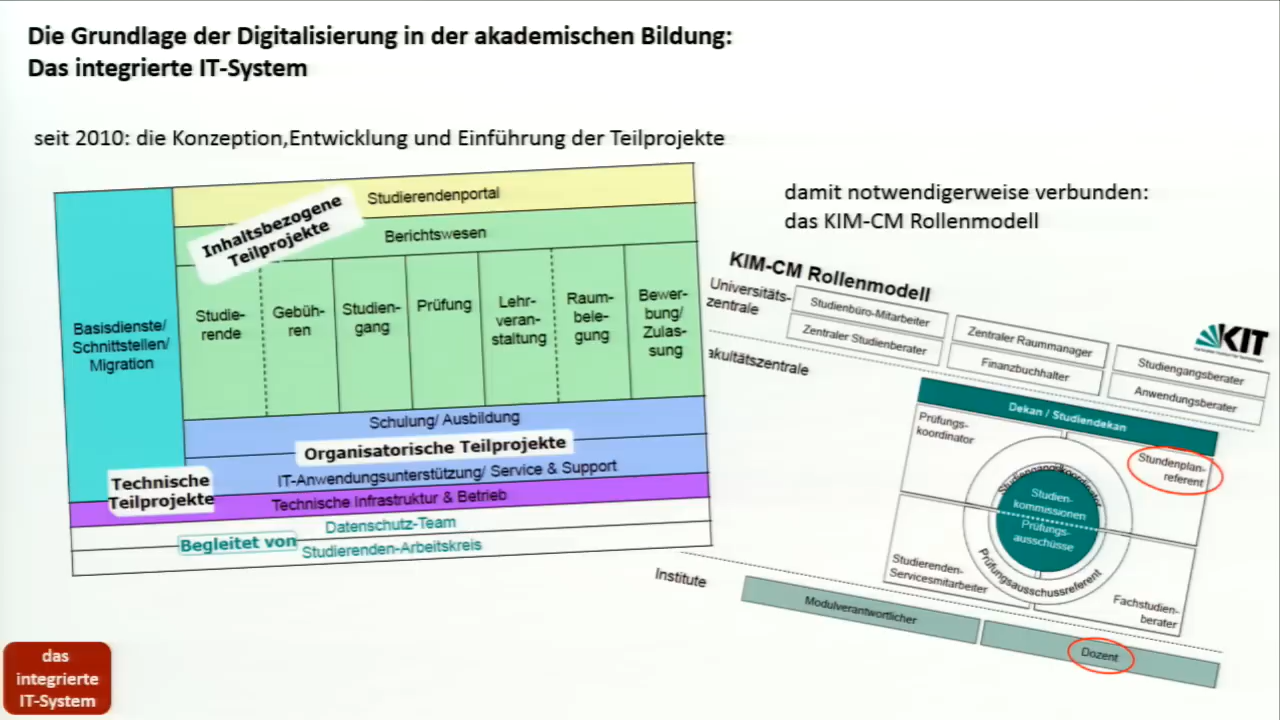 Die Grundlage der Digitalisierung in der akademischen Bildung:
Das integrierte IT-System
seit 2010: die Konzeption,Entwicklung und Einführung der Teilprojekte
Studierendenportal
Inhaltsbezogene
Teilprojekte
Berichtswesen
Basisdienste/
Schnittstellen/
Migration
Studie-
rende
Gebüh-
ren
Studien-
gang
Prüfung
Lehr-
veran-
staltung
Raum-
bele-
gung
Bewer-
bung/
Zulas-
sung
Schulung/ Ausbildung
Organisatorische Teilprojekte
IT-Anwendungsunterstützung/ Service & Support
Technische
Teilprojekte
Technische Infrastruktur & Betrieb
Datenschutz-Team
Begleitet von
Studierenden-Arbeitskreis
damit notwendigerweise verbunden:
das KIM-CM Rollenmodell
KIM-CM Rollenmodell
Universitäts-
zentrale
Studienbüro-Mitarbeiter
Zentraler Studienberater
Zentraler Raummanager
Finanzbuchhalter
Studiengangsberater
Anwendungsberater
KIT
akultätszentrale
Dekan / Studiendekan
Prüfungs-
koordinator
Stundenplan-
referent
Studien-
kommissionen
Prüfungs-
ausschüsse
Prüfungsausschussreferent
Studierenden-
Servicemitarbeiter
Fachstudien-
berater
Institute
Modulverantwortlicher
Dozent
das
integrierte
IT-System